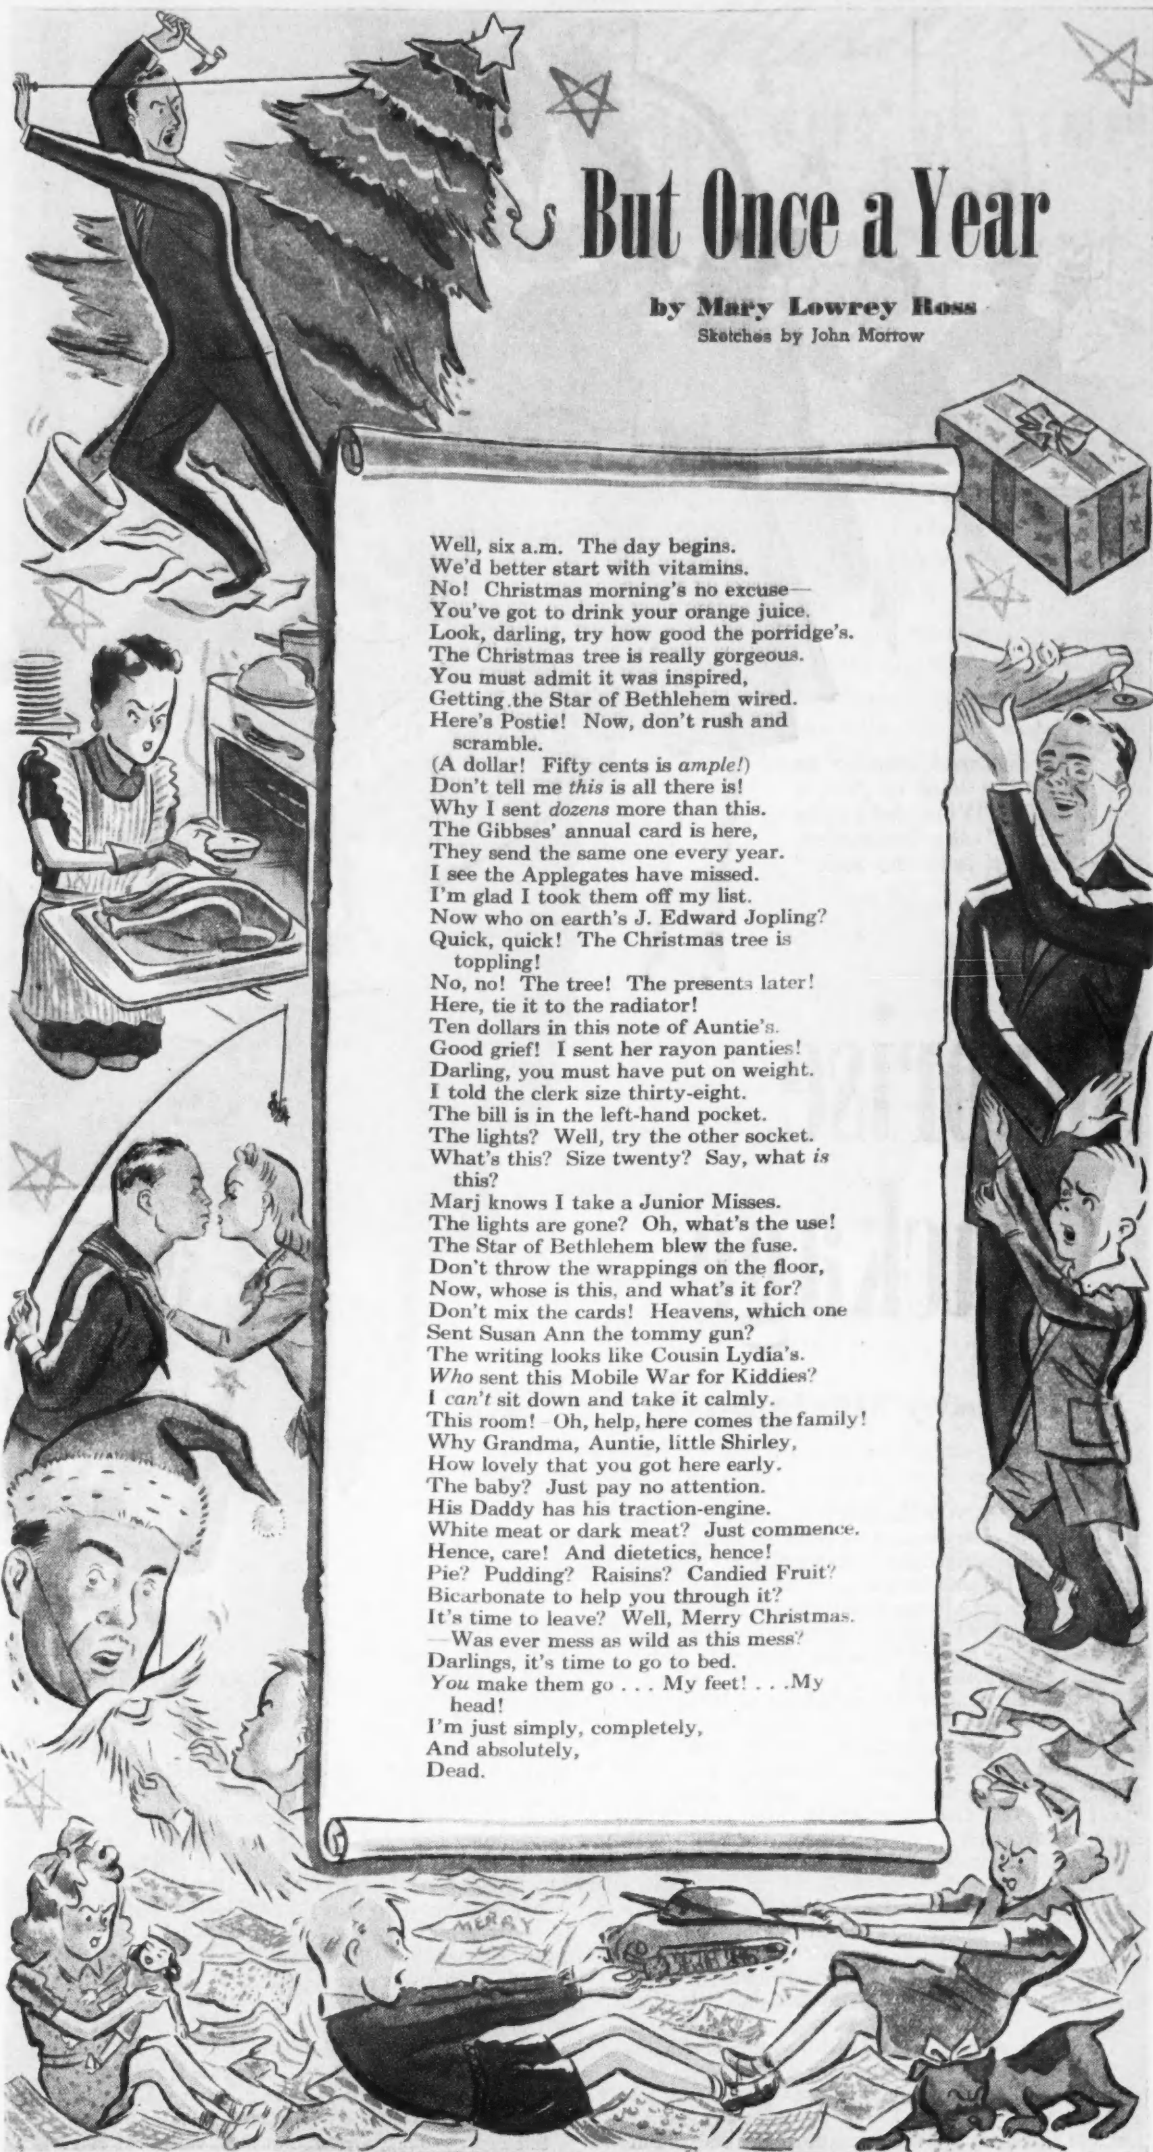 But Once a Year
by Mary Lowrey Ross
Sketches by John Morrow
Well, six a.m. The day begins.
We'd better start with vitamins.
No! Christmas morning's no excuse—
You've got to drink your orange juice.
Look, darling, try how good the porridge's.
The Christmas tree is really gorgeous.
You must admit it was inspired,
Getting the Star of Bethlehem wired.
Here's Postie! Now, don't rush and
scramble.
(A dollar! Fifty cents is ample!)
Don't tell me this is all there is!
Why I sent dozens more than this.
The Gibbses' annual card is here,
They send the same one every year.
I see the Applegates have missed.
I'm glad I took them off my list.
Now who on earth's J. Edward Jopling?
Quick, quick! The Christmas tree is
toppling!
No, no! The tree! The presents later!
Here, tie it to the radiator!
Ten dollars in this note of Auntie's.
Good grief! I sent her rayon panties!
Darling, you must have put on weight.
I told the clerk size thirty-eight.
The bill is in the left-hand pocket.
The lights? Well, try the other socket.
What's this? Size twenty? Say, what is
this?
Marj knows I take a Junior Misses.
The lights are gone? Oh, what's the use!
The Star of Bethlehem blew the fuse.
Don't throw the wrappings on the floor,
Now, whose is this, and what's it for?
Don't mix the cards! Heavens, which one
Sent Susan Ann the tommy gun?
The writing looks like Cousin Lydia's.
Who sent this Mobile War for Kiddies?
I can't sit down and take it calmly.
This room! Oh, help, here comes the family!
Why Grandma, Auntie, little Shirley,
How lovely that you got here early.
The baby? Just pay no attention.
His Daddy has his traction-engine.
White meat or dark meat? Just commence.
Hence, care! And dietetics, hence!
Pie? Pudding? Raisins? Candied Fruit?
Bicarbonate to help you through it?
It's time to leave? Well, Merry Christmas.
—Was ever mess as wild as this mess?
Darlings, it's time to go to bed.
You make them go . . . My feet! . . .My
head!
I'm just simply, completely,
And absolutely,
Dead.
MERRY